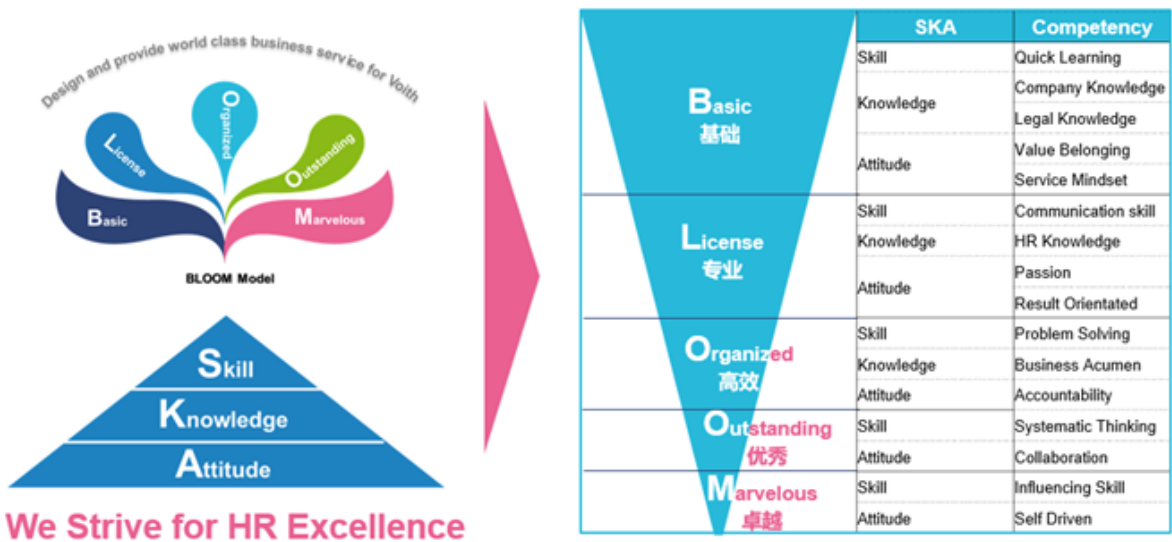 Design and provide world class business service for Voith
Organized
License
Outstanding
Basic
Marvelous
BLOOM Model
Skill
Knowledge
Attitude
We Strive for HR Excellence
SKA Competency
Basic
基础
Skill Quick Learning
Knowledge Company Knowledge
Legal Knowledge
Attitude Value Belonging
Service Mindset
License
专业
Skill Communication skill
Knowledge HR Knowledge
Attitude Passion
Result Orientated
Organized
高效
Skill Problem Solving
Knowledge Business Acumen
Attitude Accountability
Outstanding
优秀
Skill Systematic Thinking
Attitude Collaboration
Marvelous
卓越
Skill Influencing Skill
Attitude Self Driven